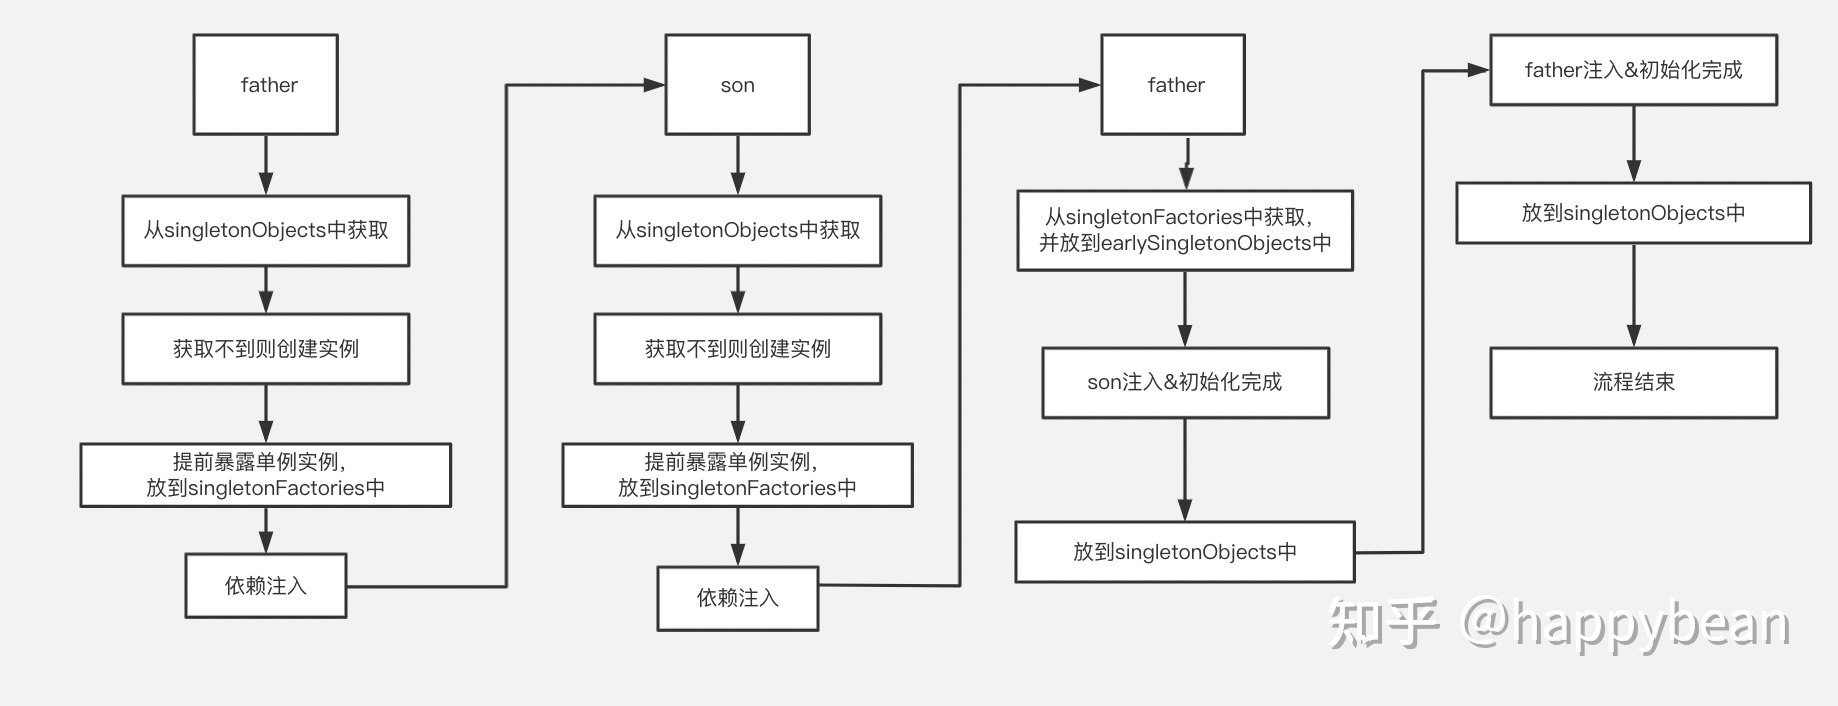 father
从singletonObjects中获取
获取不到则创建实例
提前暴露单例实例,
放到singletonFactories中
依赖注入
son
从singletonObjects中获取
获取不到则创建实例
提前暴露单例实例,
放到singletonFactories中
依赖注入
father
从singletonFactories中获取,
并放到earlySingletonObjects中
son注入&初始化完成
放到singletonObjects中
father注入&初始化完成
放到singletonObjects中
流程结束
知乎 @happybean